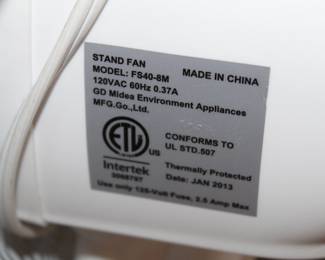 STAND FAN
MODEL: FS40-8M MADE IN CHINA
120VAC 60Hz 0.37A
GD Midea Environment Appliances
MFG.Co.,Ltd.
ETL
US
CONFORMS TO
UL STD.507
Intertek
Thermally Protected
Date: JAN 2013
Use only 125-Volt Fuse, 2.5 Amp Max